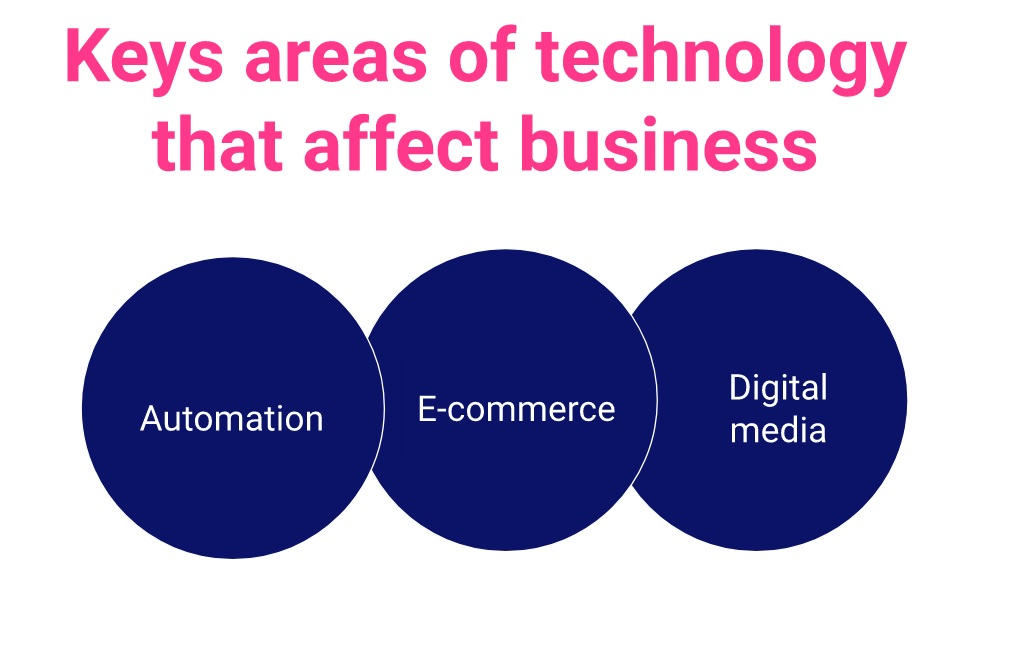 Keys areas of technology
that affect business
Automation
E-commerce
Digital
media